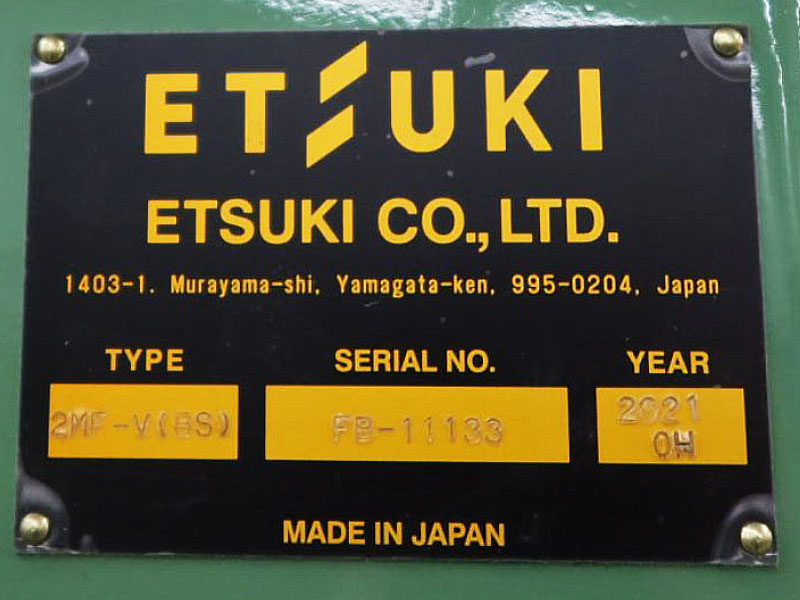 ETSUKI
ETSUKI CO., LTD.
1403-1. Murayama-shi, Yamagata-ken, 995-0204, Japan
TYPE SERIAL NO. YEAR
2MF-V(BS) FB-11133 2021
OH
MADE IN JAPAN